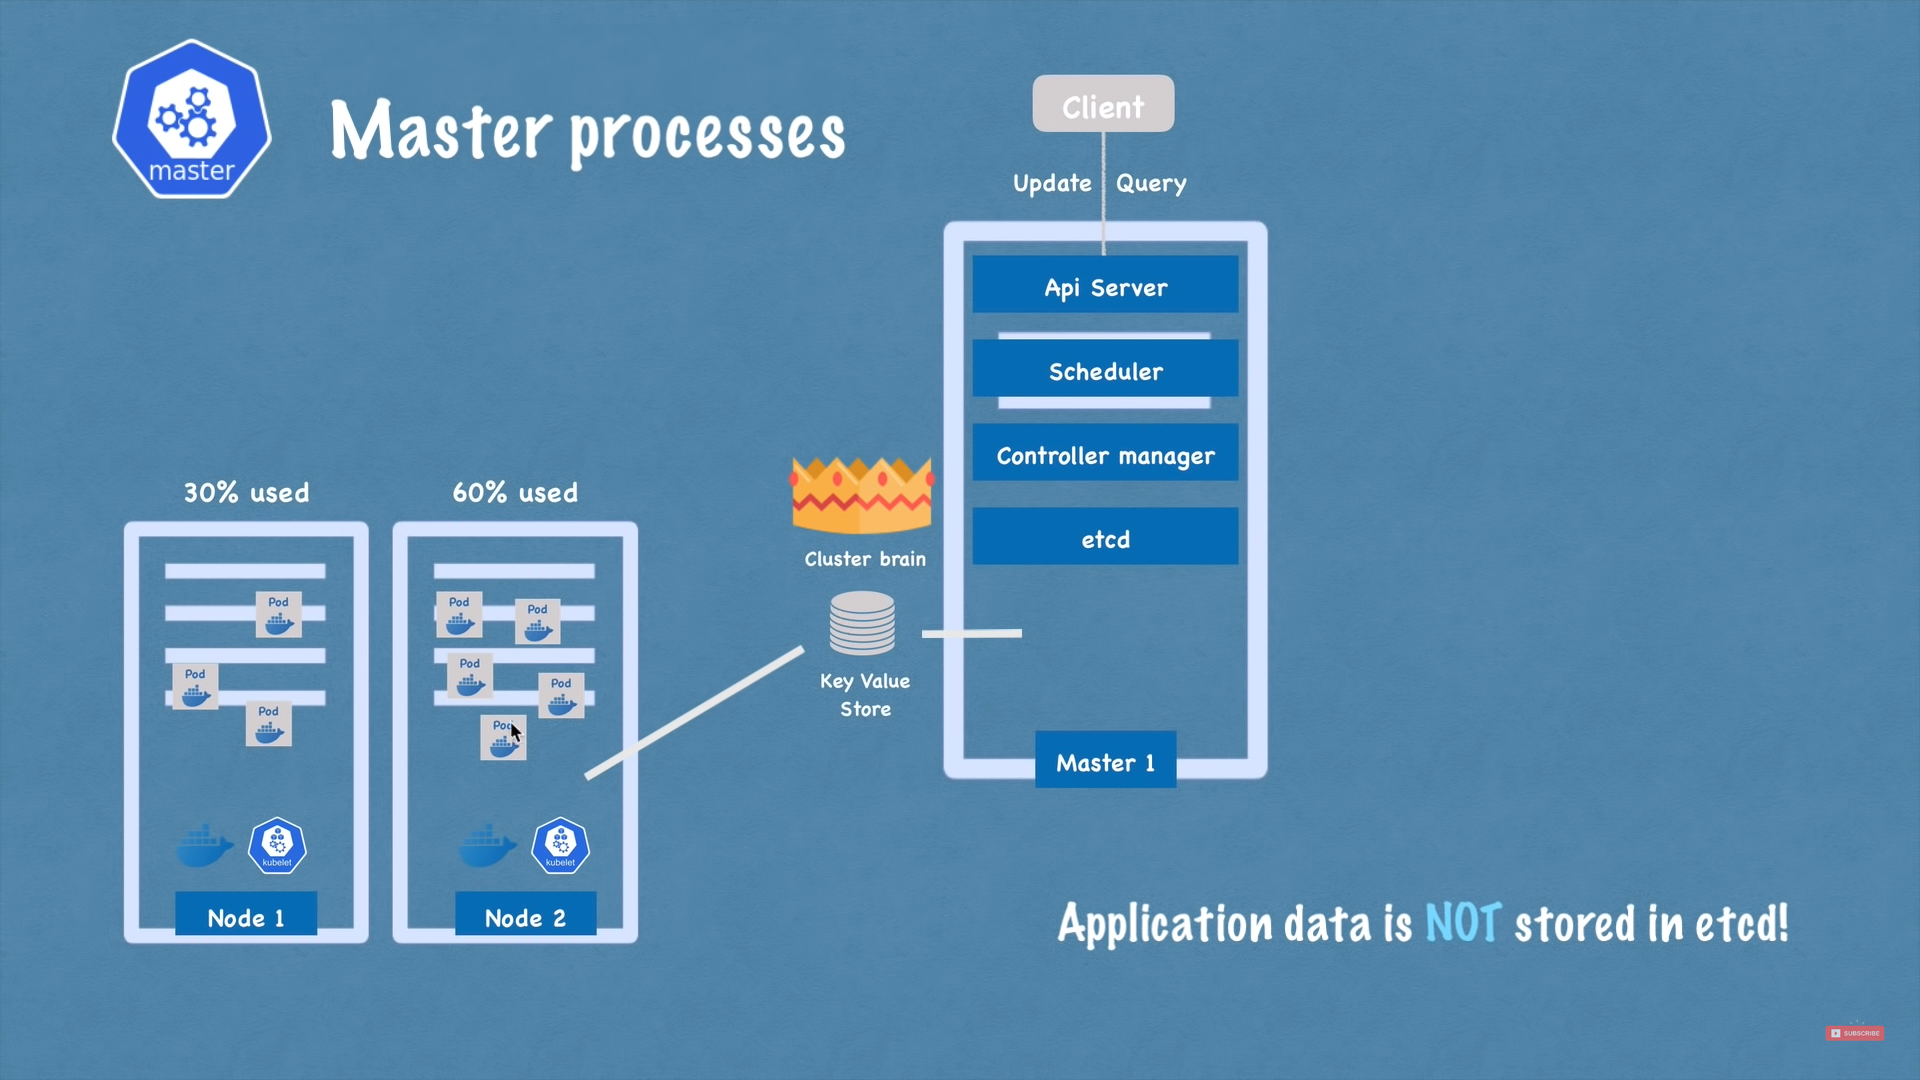 master
Master processes
Client
Update Query
Api Server
Scheduler
Controller manager
etcd
Master 1
30% used
60% used
Pod
Pod
Pod
Pod
Pod
Pod
Pod
Pod
kubelet
kubelet
Node 1
Node 2
Cluster brain
Key Value
Store
Application data is NOT stored in etcd!
SUBSCRIBE